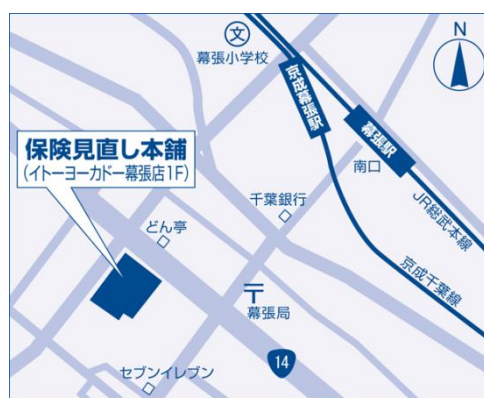 文
幕張小学校
N
京成幕張駅
幕張駅
保険見直し本舗
(イトーヨーカドー幕張店1F)
南口
千葉銀行
JR総武本線
どん亭
京成千葉線
幕張局
14
セブンイレブン